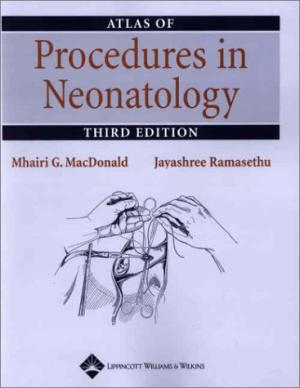 ATLAS OF
Procedures in
Neonatology
THIRD EDITION
Mhairi G. MacDonald Jayashree Ramasethu
LIPPINCOTT WILLIAMS & WILKINS